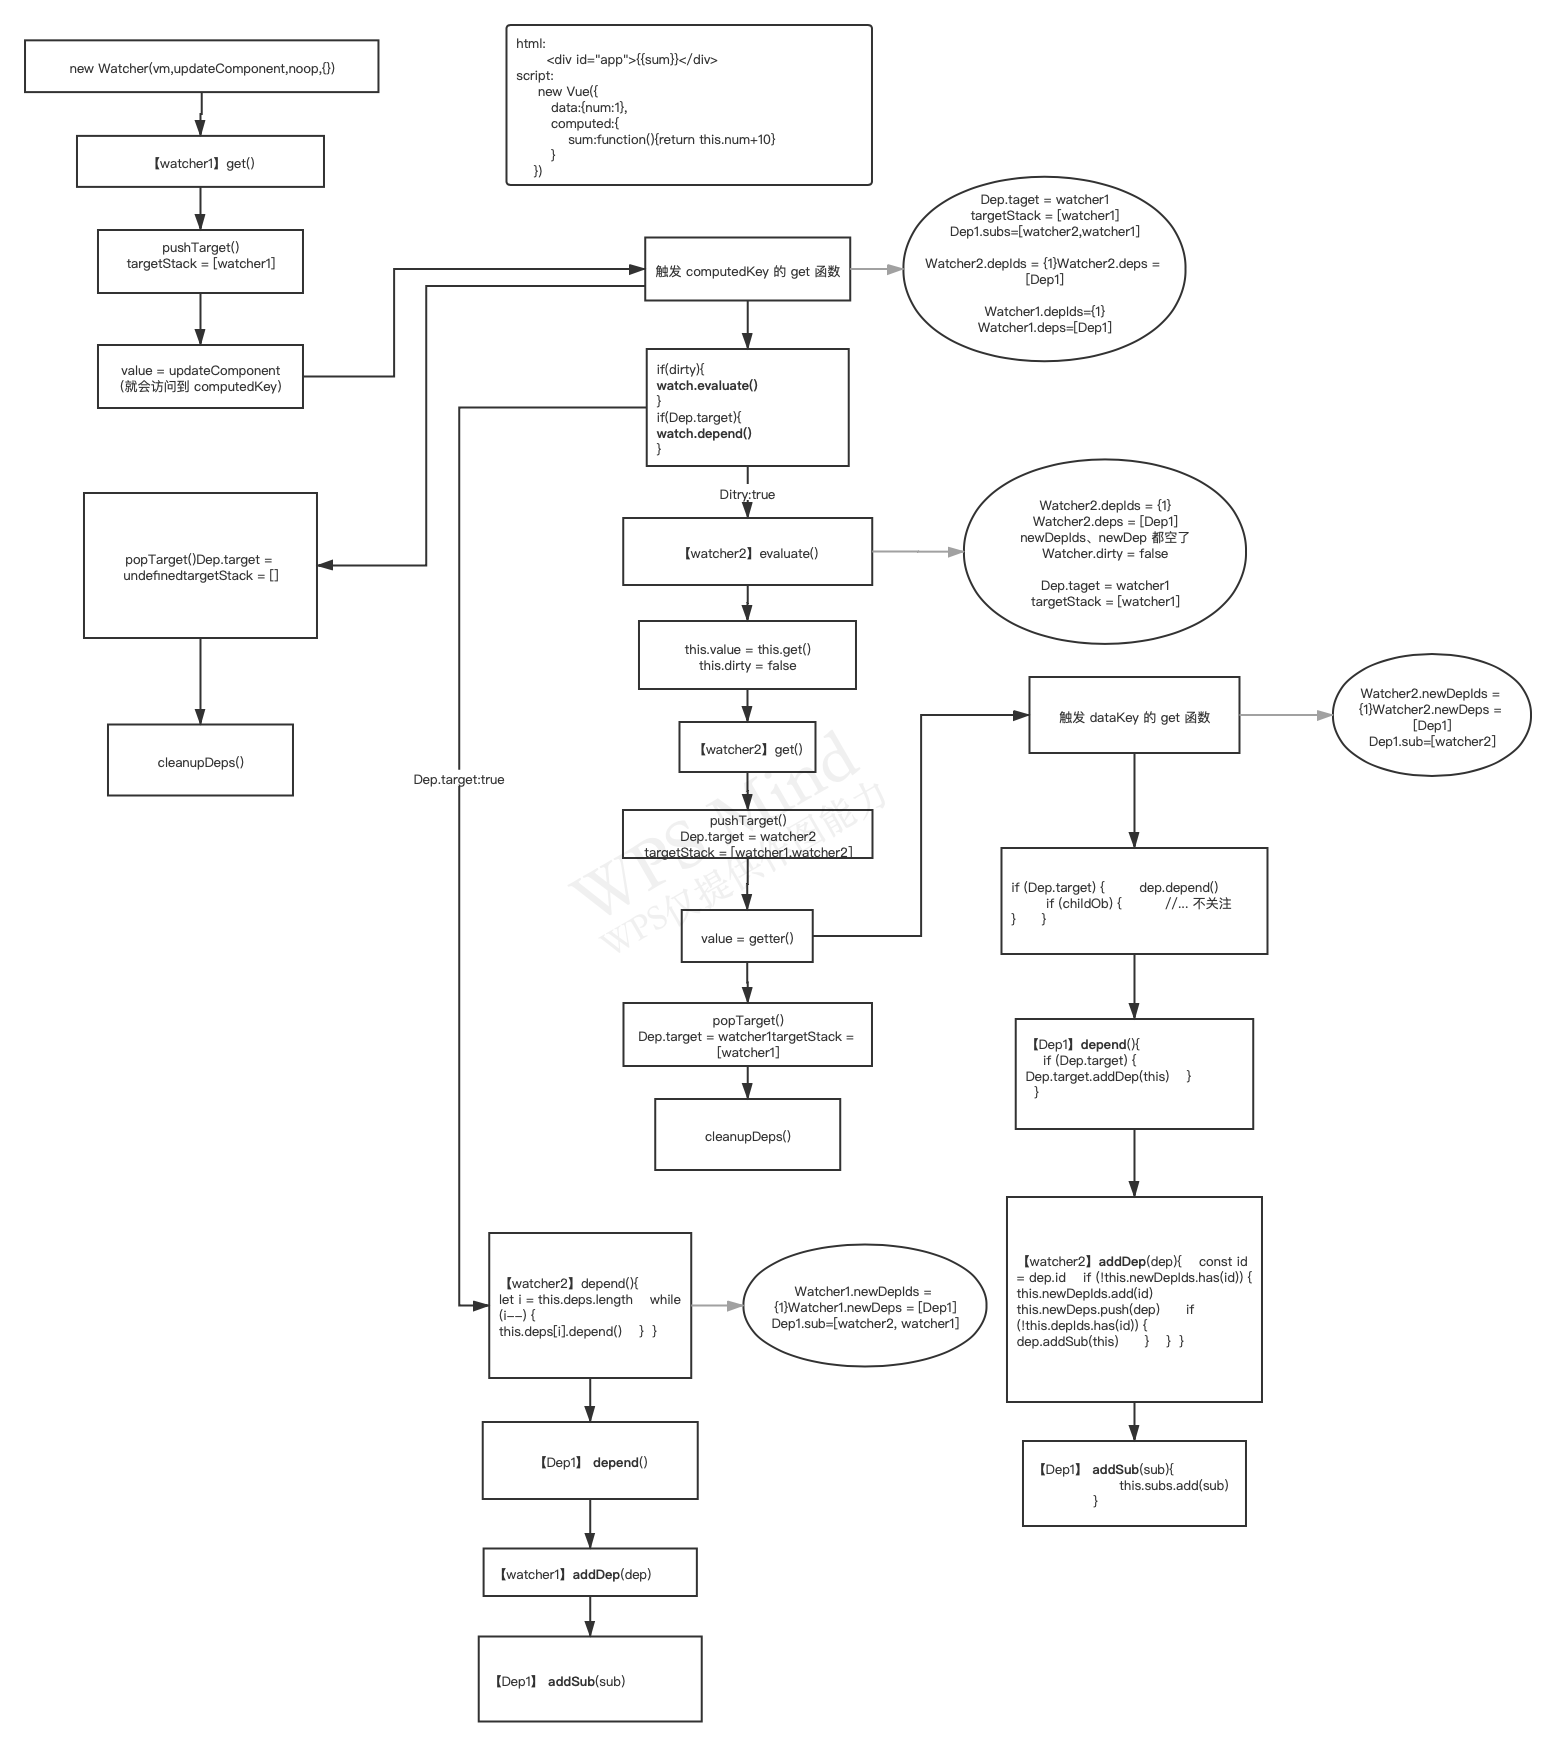 new Watcher(vm,updateComponent,noop,{})
【watcher1】get()
pushTarget()
targetStack = [watcher1]
value = updateComponent
(就会访问到 computedKey)
popTarget()Dep.target =
undefinedtargetStack = []
cleanupDeps()
html:
<div id="app">{{sum}}</div>
script:
new Vue({
data:{num:1},
computed:{
sum:function(){return this.num+10}
}
})
触发 computedKey 的 get 函数
Dep.taget = watcher1
targetStack = [watcher1]
Dep1.subs=[watcher2,watcher1]
Watcher2.depIds = {1}Watcher2.deps =
[Dep1]
Watcher1.depIds={1}
Watcher1.deps=[Dep1]
if(dirty){
watch.evaluate()
}
if(Dep.target){
watch.depend()
}
Ditry:true
【watcher2】evaluate()
Watcher2.depIds = {1}
Watcher2.deps = [Dep1]
newDepIds、newDep 都空了
Watcher.dirty = false
Dep.taget = watcher1
targetStack = [watcher1]
this.value = this.get()
this.dirty = false
【watcher2】get()
Dep.target:true
pushTarget()
Dep.target = watcher2
targetStack = [watcher1,watcher2]
value = getter()
popTarget()
Dep.target = watcher1targetStack =
[watcher1]
cleanupDeps()
WPS Mind
WPS仅提供作图能力
触发 dataKey 的 get 函数
Watcher2.newDepIds =
{1}Watcher2.newDeps =
[Dep1]
Dep1.sub=[watcher2]
if (Dep.target) { dep.depend()
if (childOb) { //... 不关注
} }
【Dep1】depend(){
if (Dep.target) {
Dep.target.addDep(this) }
}
【watcher2】addDep(dep){ const id
= dep.id if (!this.newDepIds.has(id)) {
this.newDepIds.add(id)
this.newDeps.push(dep) if
(!this.depIds.has(id)) {
dep.addSub(this) } } }
【Dep1】 addSub(sub){
this.subs.add(sub)
}
【watcher2】depend(){
let i = this.deps.length while
(i--) {
this.deps[i].depend() } }
Watcher1.newDepIds =
{1}Watcher1.newDeps = [Dep1]
Dep1.sub=[watcher2, watcher1]
【Dep1】 depend()
【watcher1】addDep(dep)
【Dep1】 addSub(sub)